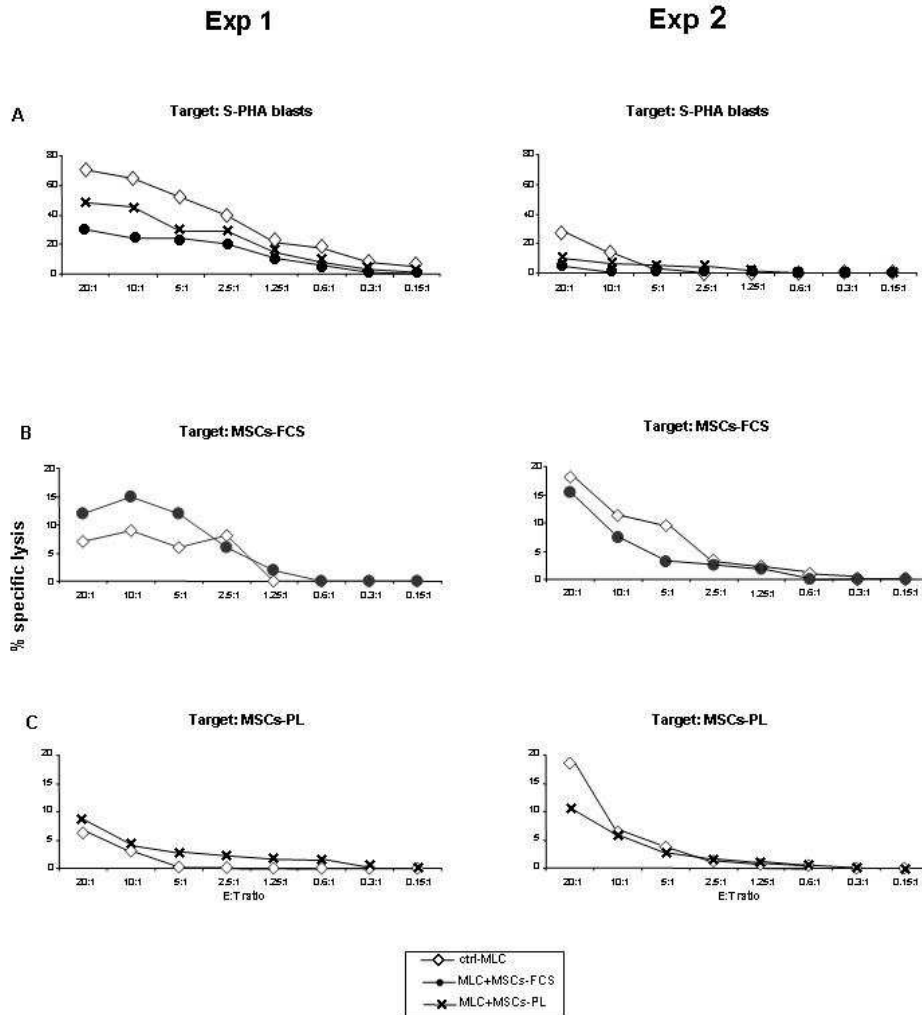 Exp 1
Exp 2
A
Target: S-PHA blasts
80
60
40
20
0
20:1 10:1 5:1 2.5:1 1.25:1 0.6:1 0.3:1 0.15:1
Target: S-PHA blasts
80
60
40
20
0
20:1 10:1 5:1 2.5:1 1.25:1 0.6:1 0.3:1 0.15:1
B
Target: MSCs-FCS
20
15
10
5
0
20:1 10:1 5:1 2.5:1 1.25:1 0.6:1 0.3:1 0.15:1
Target: MSCs-FCS
20
15
10
5
0
20:1 10:1 5:1 2.5:1 1.25:1 0.6:1 0.3:1 0.15:1
% specific lysis
C
Target: MSCs-PL
20
15
10
5
0
20:1 10:1 5:1 2.5:1 1.25:1 0.6:1 0.3:1 0.15:1
E:T ratio
Target: MSCs-PL
20
15
10
5
0
20:1 10:1 5:1 2.5:1 1.25:1 0.6:1 0.3:1 0.15:1
E:T ratio
ctrl-MLC
MLC+MSCs-FCS
MLC+MSCs-PL